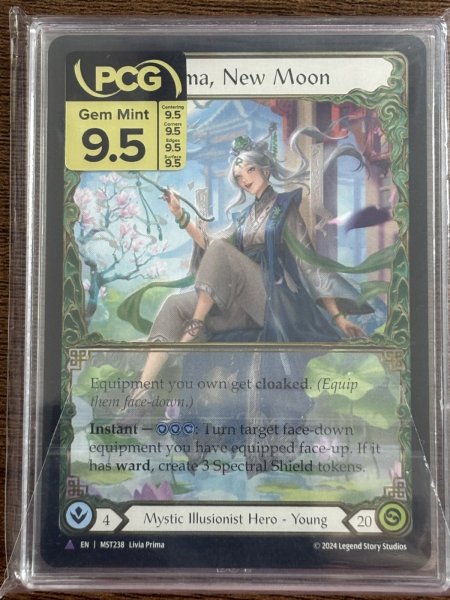 PCG
ma, New Moon
Gem Mint
9.5
Centering
9.5
Corners
9.5
Edges
9.5
Surface
9.5
Equipment you own get cloaked. (Equip
them face-down.)
Instant — : Turn target face-down
equipment you have equipped face-up. If it
has ward, create 3 Spectral Shield tokens.
4
Mystic Illusionist Hero - Young
20
EN | MST238 Livia Prima
© 2024 Legend Story Studios